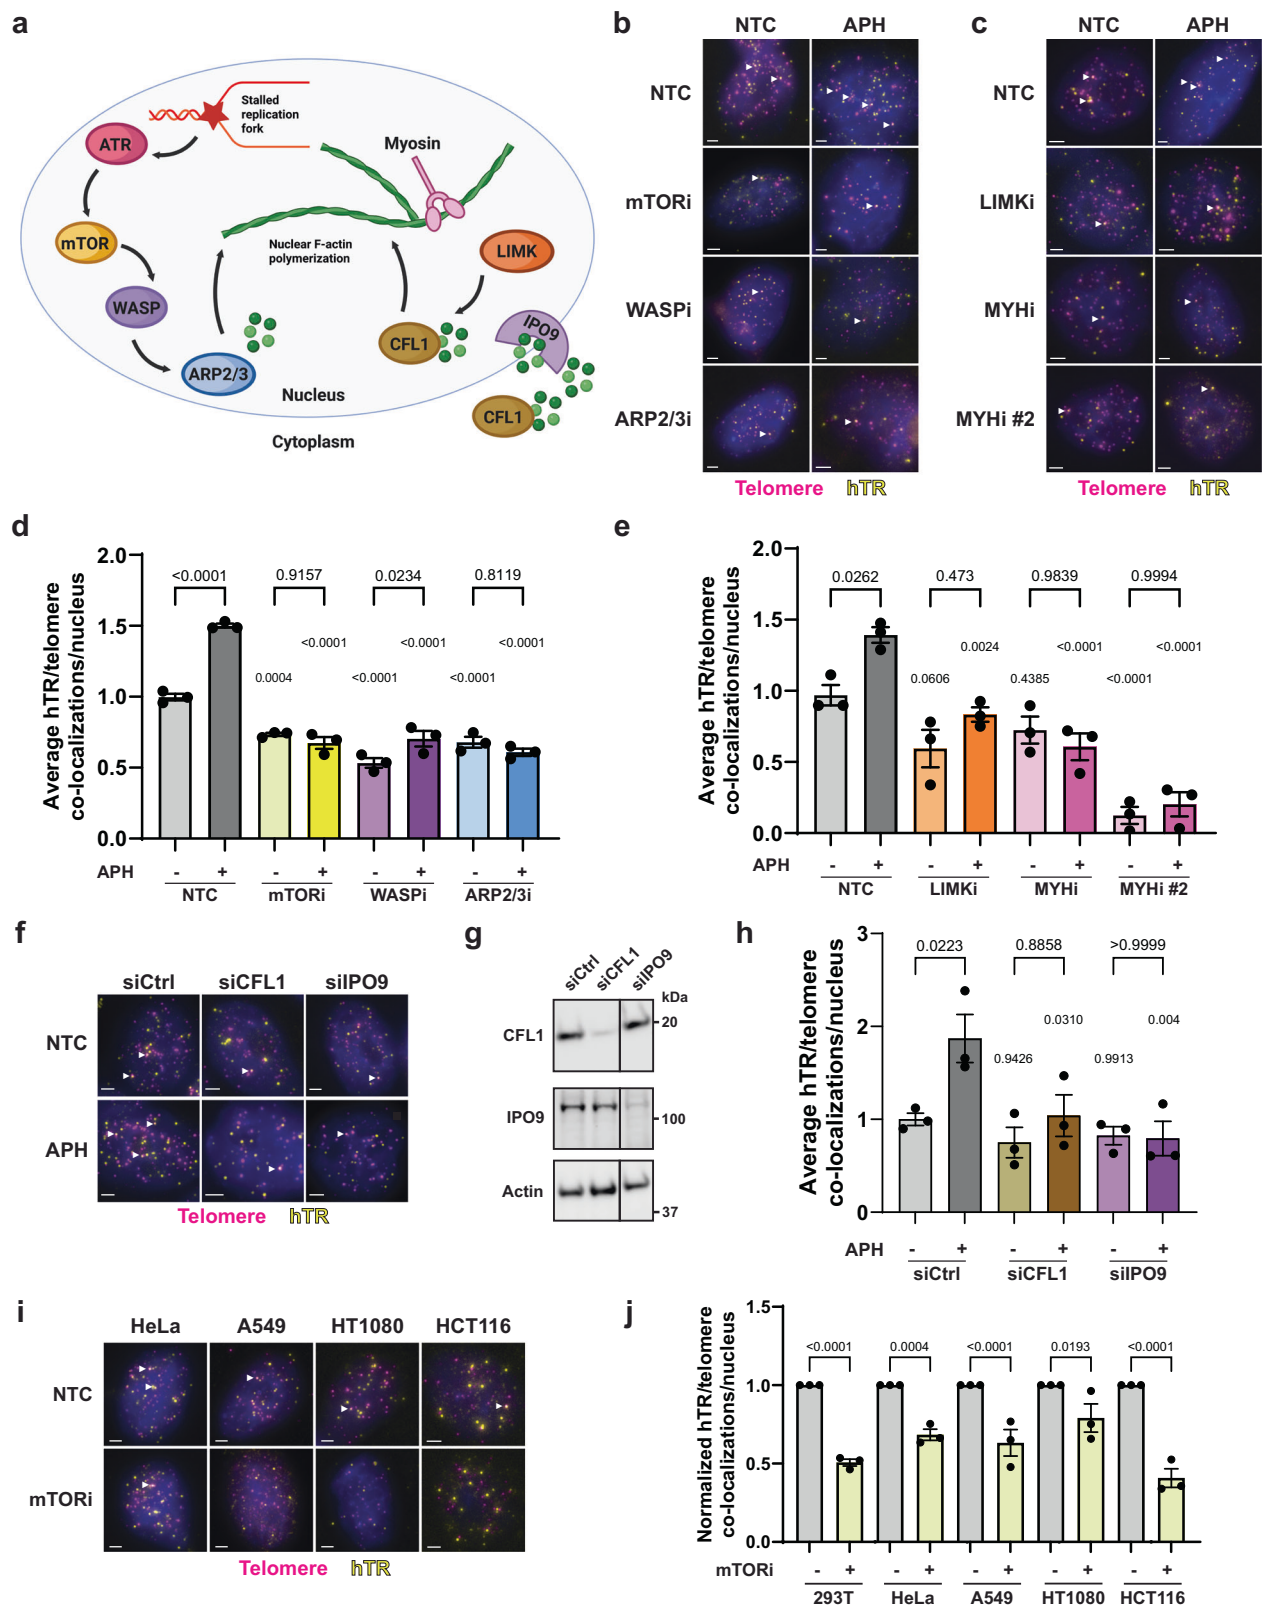 a
Stalled
replication
fork
ATR
mTOR
WASP
ARP2/3
Myosin
Nuclear F-actin
polymerization
LIMK
CFL1
IPO9
CFL1
Nucleus
Cytoplasm
b
NTC APH
NTC
mTORi
WASPi
ARP2/3i
Telomere hTR
c
NTC APH
NTC
LIMKi
MYHi
MYHi #2
Telomere hTR
d
Average hTR/telomere
co-localizations/nucleus
2.0
1.5
1.0
0.5
0.0
<0.0001 0.9157 0.0234 0.8119
<0.0001 <0.0001 <0.0001
0.0004 <0.0001 <0.0001
APH - + - + - + - +
NTC mTORi WASPi ARP2/3i
e
Average hTR/telomere
co-localizations/nucleus
2.0
1.5
1.0
0.5
0.0
0.0262 0.473 0.9839 0.9994
0.0024 <0.0001 <0.0001
0.0606 0.4385 <0.0001
APH - + - + - + - +
NTC LIMKi MYHi MYHi #2
f
siCtrl siCFL1 siIPO9
NTC
APH
Telomere hTR
g
siCtrl siCFL1 siIPO9
kDa
CFL1 20
IPO9 100
Actin 37
h
Average hTR/telomere
co-localizations/nucleus
3
2
1
0
0.0223 0.8858 >0.9999
0.0310 0.004
0.9426 0.9913
APH - + - + - +
siCtrl siCFL1 siIPO9
i
HeLa A549 HT1080 HCT116
NTC
mTORi
Telomere hTR
j
Normalized hTR/telomere
co-localizations/nucleus
1.5
1.0
0.5
0.0
<0.0001 0.0004 <0.0001 0.0193 <0.0001
mTORi - + - + - + - + - +
293T HeLa A549 HT1080 HCT116